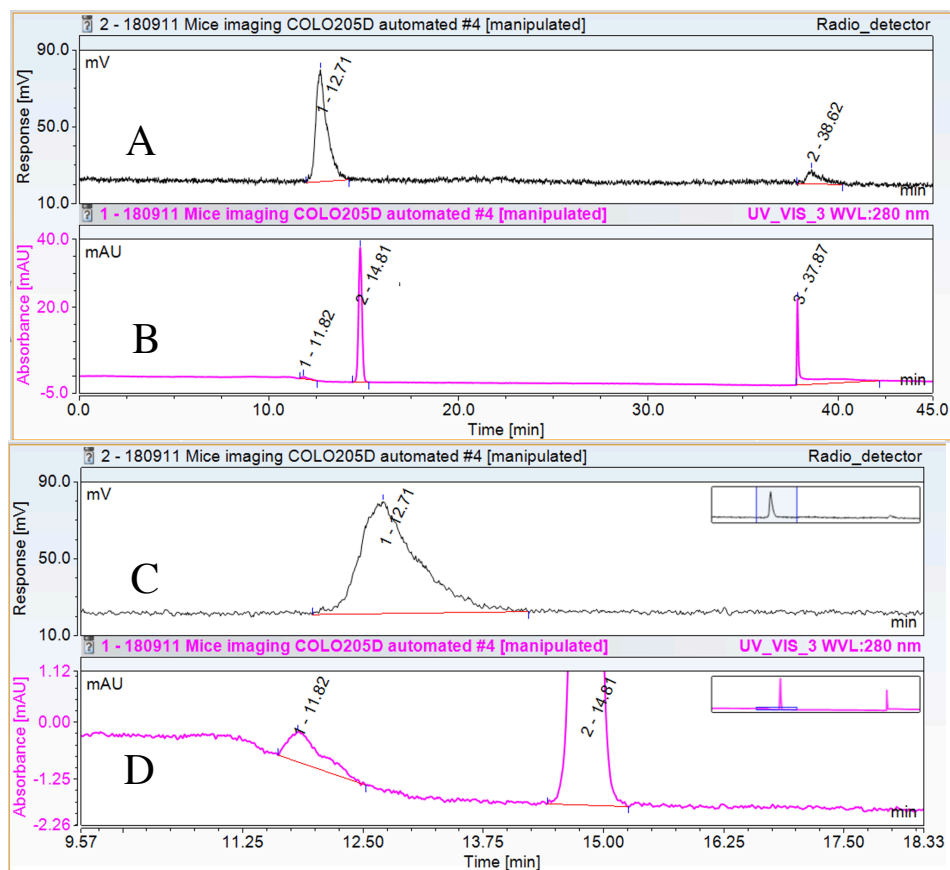 2 - 180911 Mice imaging COLO205D automated #4 [manipulated] Radio_detector
90.0
mV
1 - 12.71
2 - 38.62
50.0
Response [mV]
A
10.0
min
1 - 180911 Mice imaging COLO205D automated #4 [manipulated] UV_VIS_3 WVL:280 nm
40.0
mAU
2 - 14.81
3 - 37.87
20.0
Absorbance [mAU]
B
1 - 11.82
-5.0
min
0.0 10.0 20.0 30.0 40.0 45.0
Time [min]
2 - 180911 Mice imaging COLO205D automated #4 [manipulated] Radio_detector
90.0
mV
1 - 12.71
50.0
Response [mV]
C
10.0
min
1 - 180911 Mice imaging COLO205D automated #4 [manipulated] UV_VIS_3 WVL:280 nm
1.12
mAU
1 - 11.82
2 - 14.81
0.00
Absorbance [mAU]
D
-1.25
-2.26
min
9.57 11.25 12.50 13.75 15.00 16.25 17.50 18.33
Time [min]